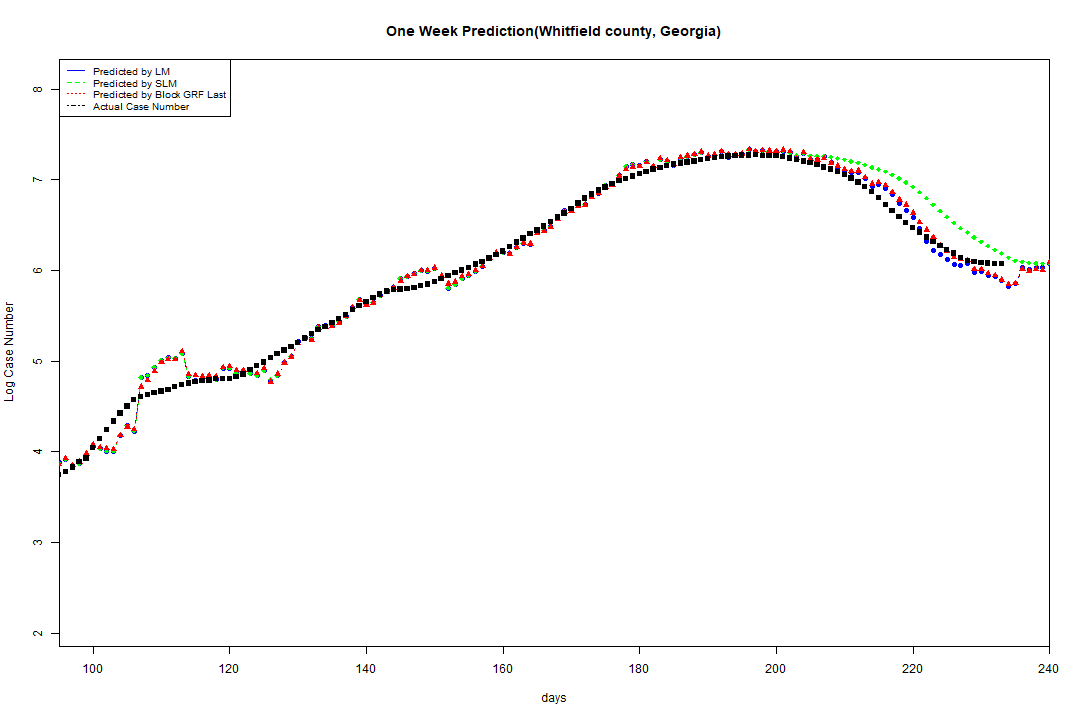 One Week Prediction(Whitfield county, Georgia)
Predicted by LM
Predicted by SLM
Predicted by Block GRF Last
Actual Case Number
8
7
6
5
4
3
2
Log Case Number
100 120 140 160 180 200 220 240
days